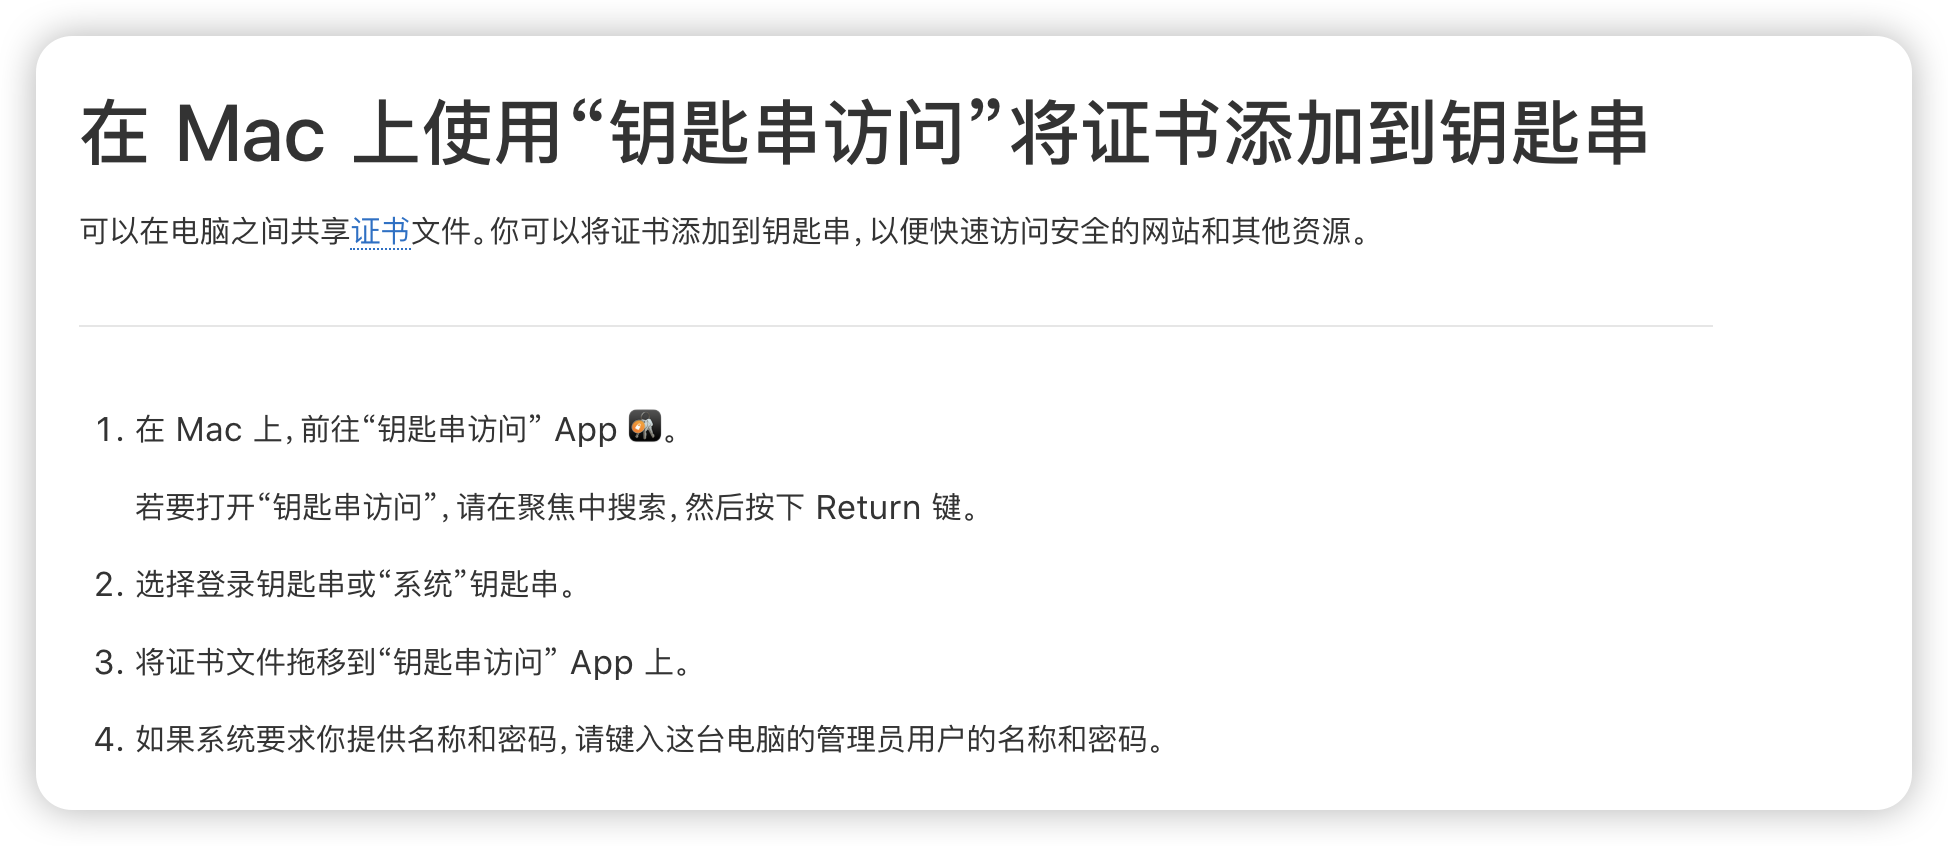 在 Mac 上使用“钥匙串访问”将证书添加到钥匙串
可以在电脑之间共享证书文件。你可以将证书添加到钥匙串，以便快速访问安全的网站和其他资源。
1. 在 Mac 上，前往“钥匙串访问” App 。
若要打开“钥匙串访问”，请在聚焦中搜索，然后按下 Return 键。
2. 选择登录钥匙串或“系统”钥匙串。
3. 将证书文件拖移到“钥匙串访问” App 上。
4. 如果系统要求你提供名称和密码，请键入这台电脑的管理员用户的名称和密码。